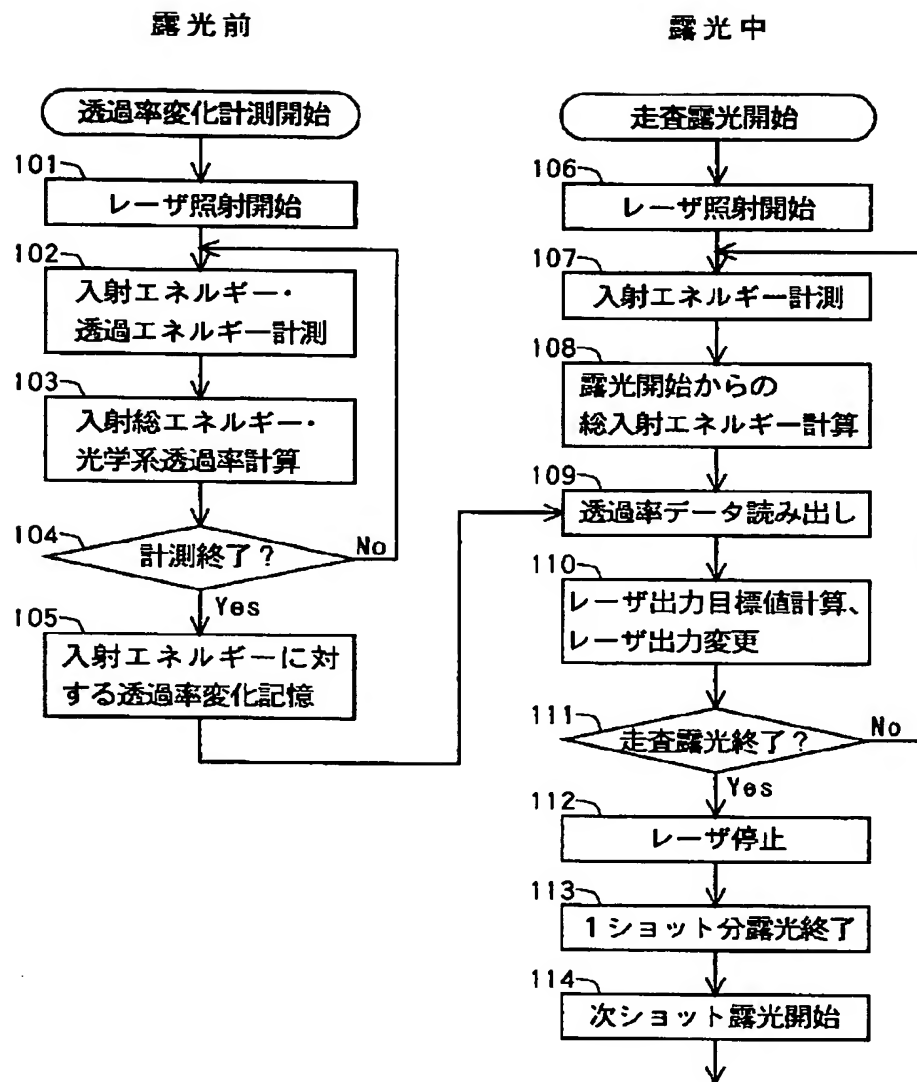 露光前
透過率変化計測開始
101
レーザ照射開始
102
入射エネルギー・
透過エネルギー計測
103
入射総エネルギー・
光学系透過率計算
104
計測終了?
No
Yes
105
入射エネルギーに対
する透過率変化記憶
露光中
走査露光開始
106
レーザ照射開始
107
入射エネルギー計測
108
露光開始からの
総入射エネルギー計算
109
透過率データ読み出し
110
レーザ出力目標値計算、
レーザ出力変更
111
走査露光終了?
No
Yes
112
レーザ停止
113
1ショット分露光終了
114
次ショット露光開始